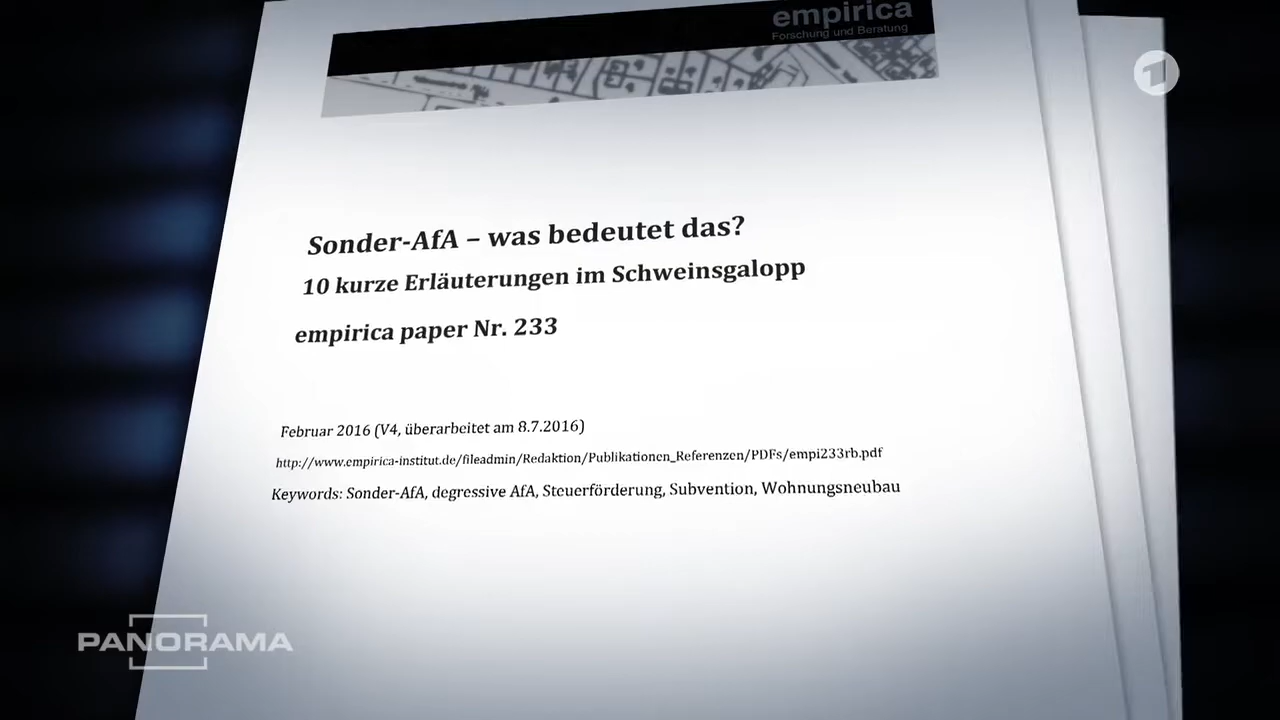 empirica
Forschung und Beratung
1
Sonder-AfA – was bedeutet das?
10 kurze Erläuterungen im Schweinsgalopp
empirica paper Nr. 233
Februar 2016 (V4, überarbeitet am 8.7.2016)
http://www.empirica-institut.de/fileadmin/Redaktion/Publikationen_Referenzen/PDFs/empi233rb.pdf
Keywords: Sonder-AfA, degressive AfA, Steuerförderung, Subvention, Wohnungsneubau
PANORAMA